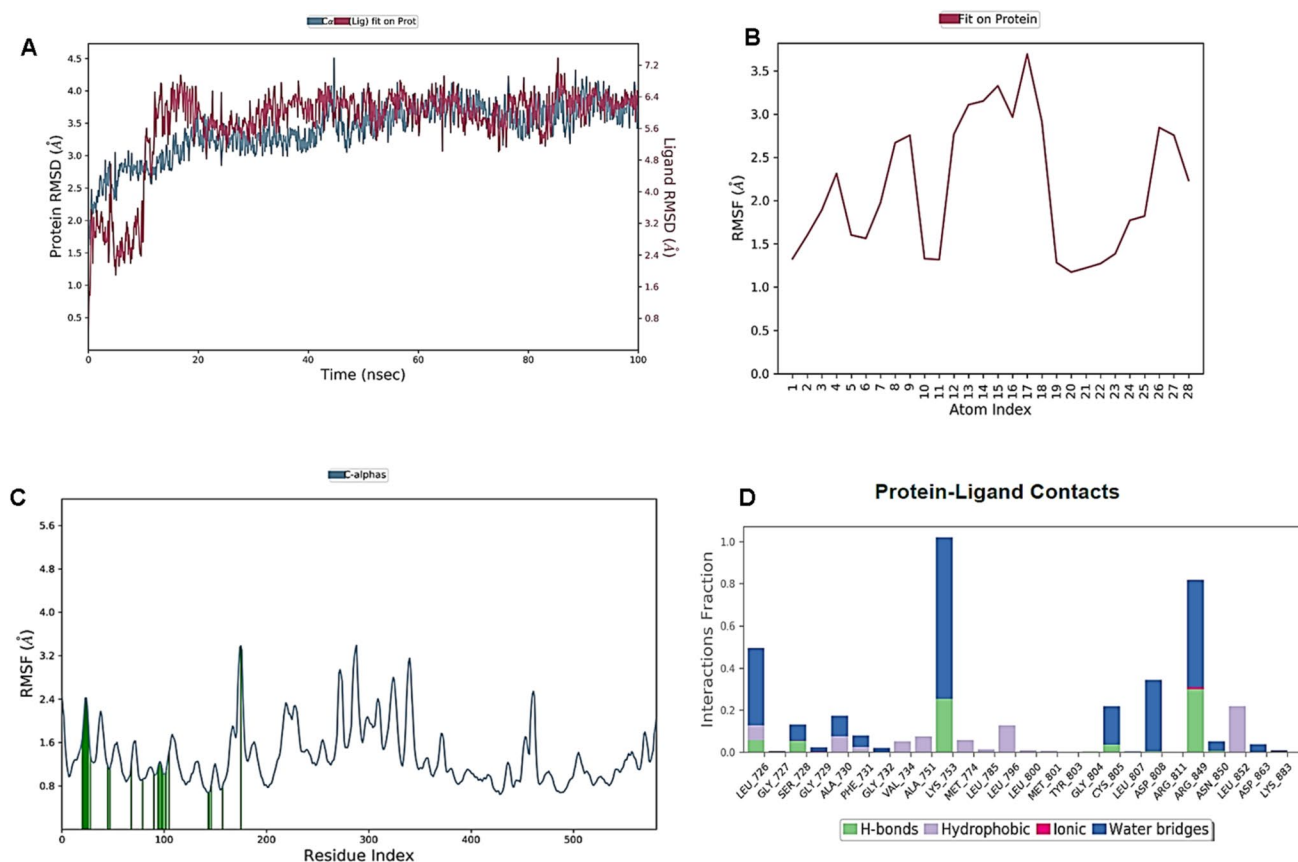 A
Cα (Lig) fit on Prot
Protein RMSD (Å)
4.5
4.0
3.5
3.0
2.5
2.0
1.5
1.0
0.5
7.2
6.4
5.6
4.8
4.0
3.2
2.4
1.6
0.8
Ligand RMSD (Å)
0 20 40 60 80 100
Time (nsec)
B
Fit on Protein
RMSF (Å)
3.5
3.0
2.5
2.0
1.5
1.0
0.5
0.0
1 2 3 4 5 6 7 8 9 10 11 12 13 14 15 16 17 18 19 20 21 22 23 24 25 26 27 28
Atom Index
C
C-alphas
RMSF (Å)
5.6
4.8
4.0
3.2
2.4
1.6
0.8
0 100 200 300 400 500
Residue Index
D
Protein-Ligand Contacts
Interactions Fraction
1.0
0.8
0.6
0.4
0.2
0.0
LEU_726 GLY_727 SER_728 GLY_729 ALA_730 PHE_731 GLY_732 VAL_734 ALA_751 LYS_753 MET_774 LEU_785 LEU_796 LEU_800 MET_801 TYR_803 GLY_804 CYS_805 LEU_807 ASP_808 ARG_811 ARG_849 ASN_850 LEU_852 ASP_863 LYS_883
H-bonds Hydrophobic Ionic Water bridges